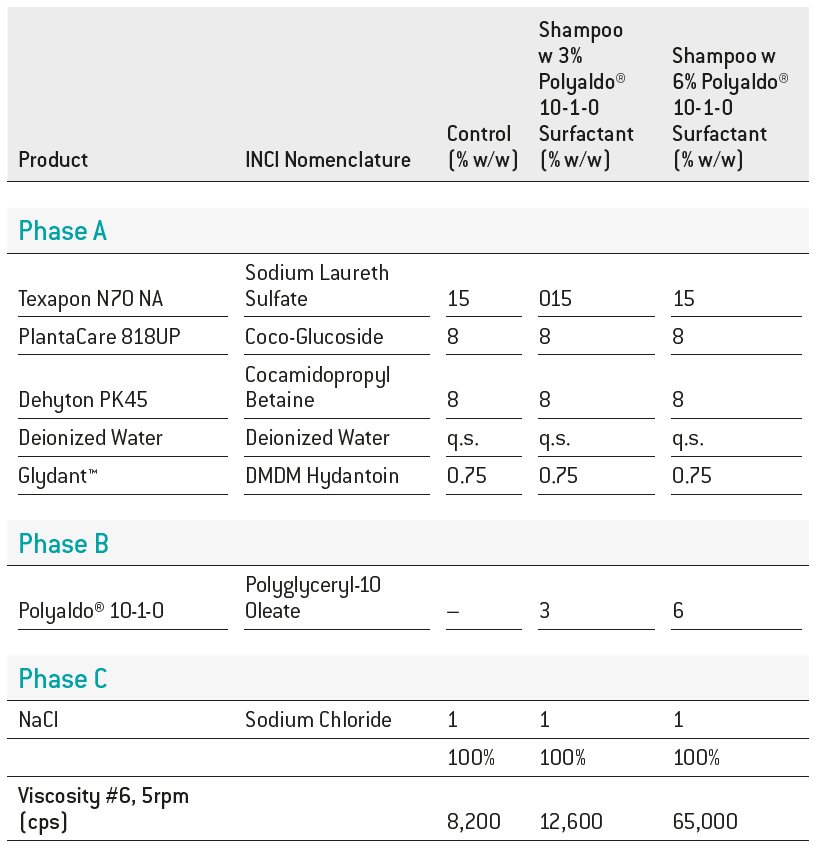 Product INCI Nomenclature Control (% w/w) Shampoo w 3% Polyaldo® 10-1-0 Surfactant (% w/w) Shampoo w 6% Polyaldo® 10-1-0 Surfactant (% w/w)
Phase A
Texapon N70 NA Sodium Laureth Sulfate 15 015 15
PlantaCare 818UP Coco-Glucoside 8 8 8
Dehyton PK45 Cocamidopropyl Betaine 8 8 8
Deionized Water Deionized Water q.s. q.s. q.s.
Glydant™ DMDM Hydantoin 0.75 0.75 0.75
Phase B
Polyaldo® 10-1-0 Polyglyceryl-10 Oleate – 3 6
Phase C
NaCl Sodium Chloride 1 1 1
100% 100% 100%
Viscosity #6, 5rpm (cps) 8,200 12,600 65,000